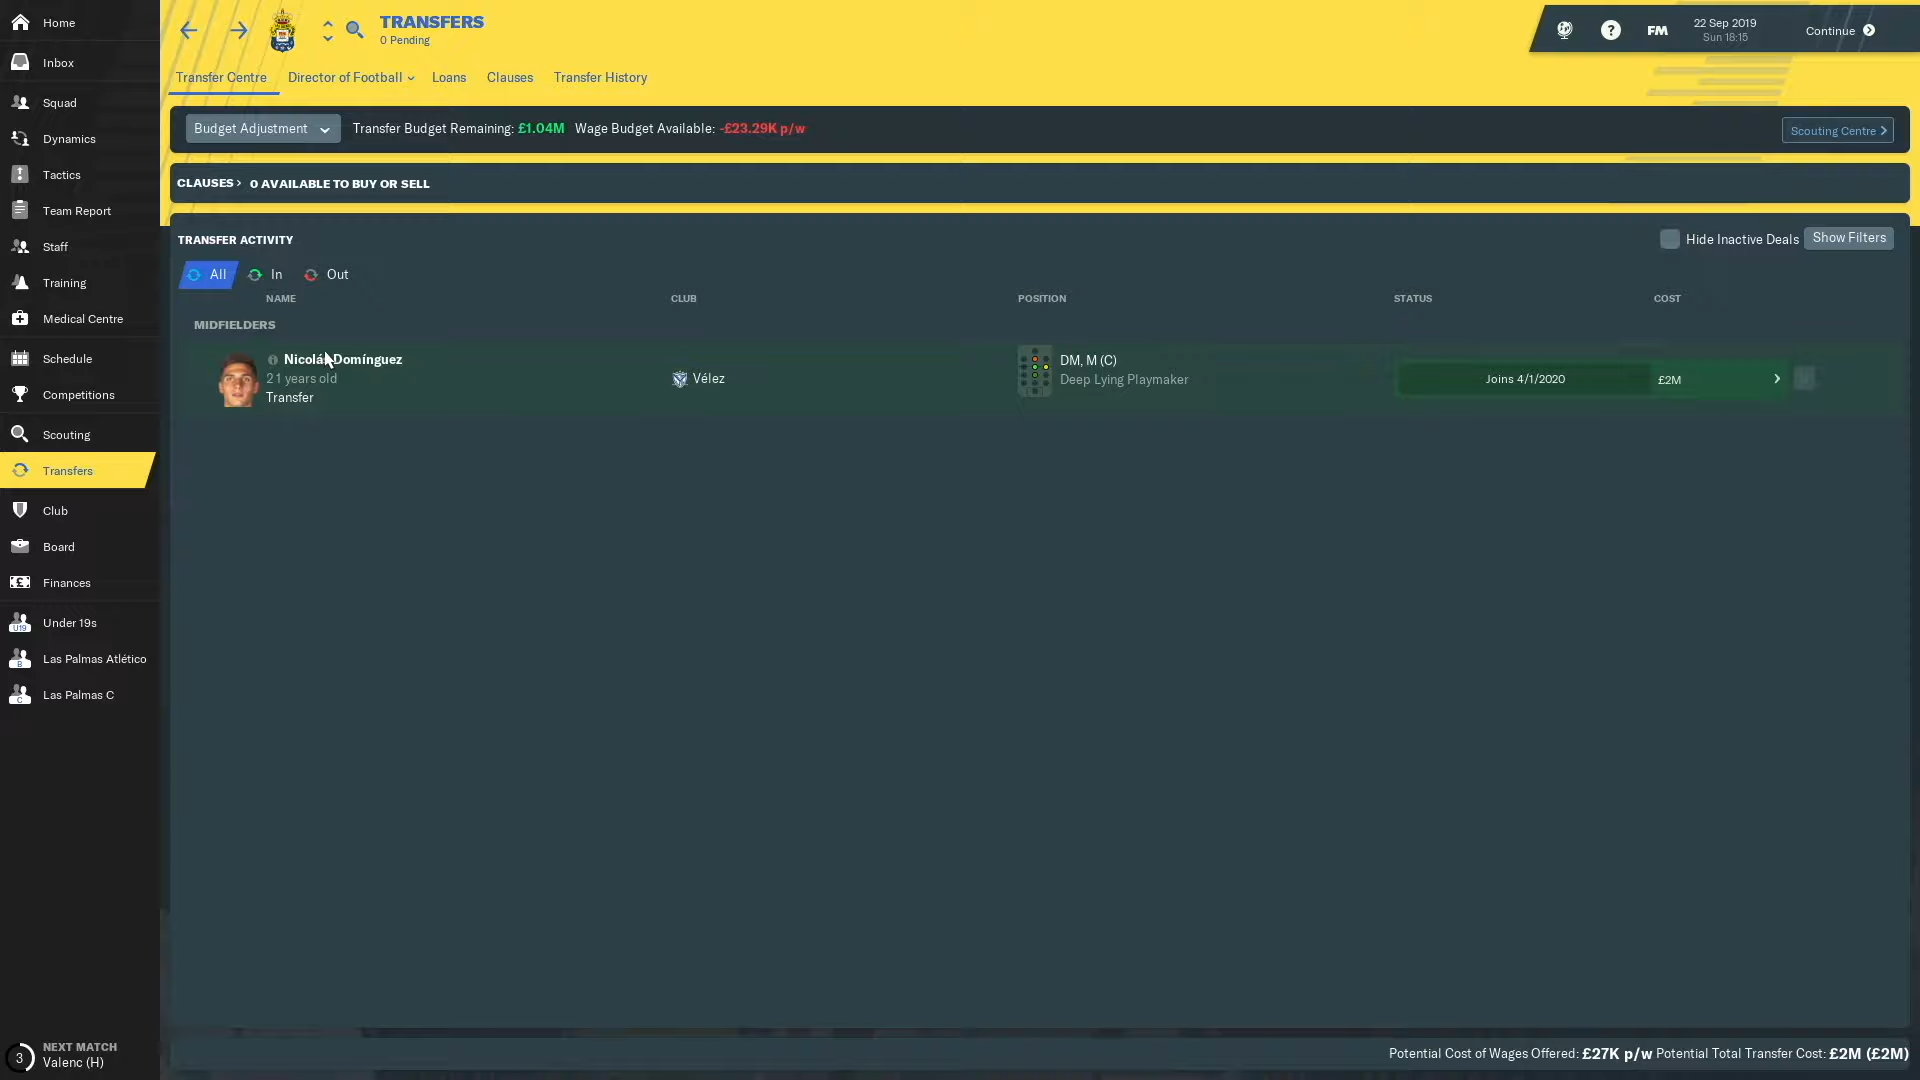 Home
Inbox
Squad
Dynamics
Tactics
Team Report
Staff
Training
Medical Centre
Schedule
Competitions
Scouting
Transfers
Club
Board
Finances
U19
Under 19s
B
Las Palmas Atlético
C
Las Palmas C
3
NEXT MATCH
Valenc (H)
TRANSFERS
0 Pending
?
FM
22 Sep 2019
Sun 18:15
Continue
Transfer Centre
Director of Football
Loans
Clauses
Transfer History
Budget Adjustment
Transfer Budget Remaining: £1.04M Wage Budget Available: -£23.29K p/w
Scouting Centre
CLAUSES
0 AVAILABLE TO BUY OR SELL
TRANSFER ACTIVITY
Hide Inactive Deals
Show Filters
All
In
Out
NAME
CLUB
POSITION
STATUS
COST
MIDFIELDERS
Nicolás Domínguez
21 years old
Transfer
Vélez
DM, M (C)
Deep Lying Playmaker
Joins 4/1/2020
£2M
Potential Cost of Wages Offered: £27K p/w Potential Total Transfer Cost: £2M (£2M)